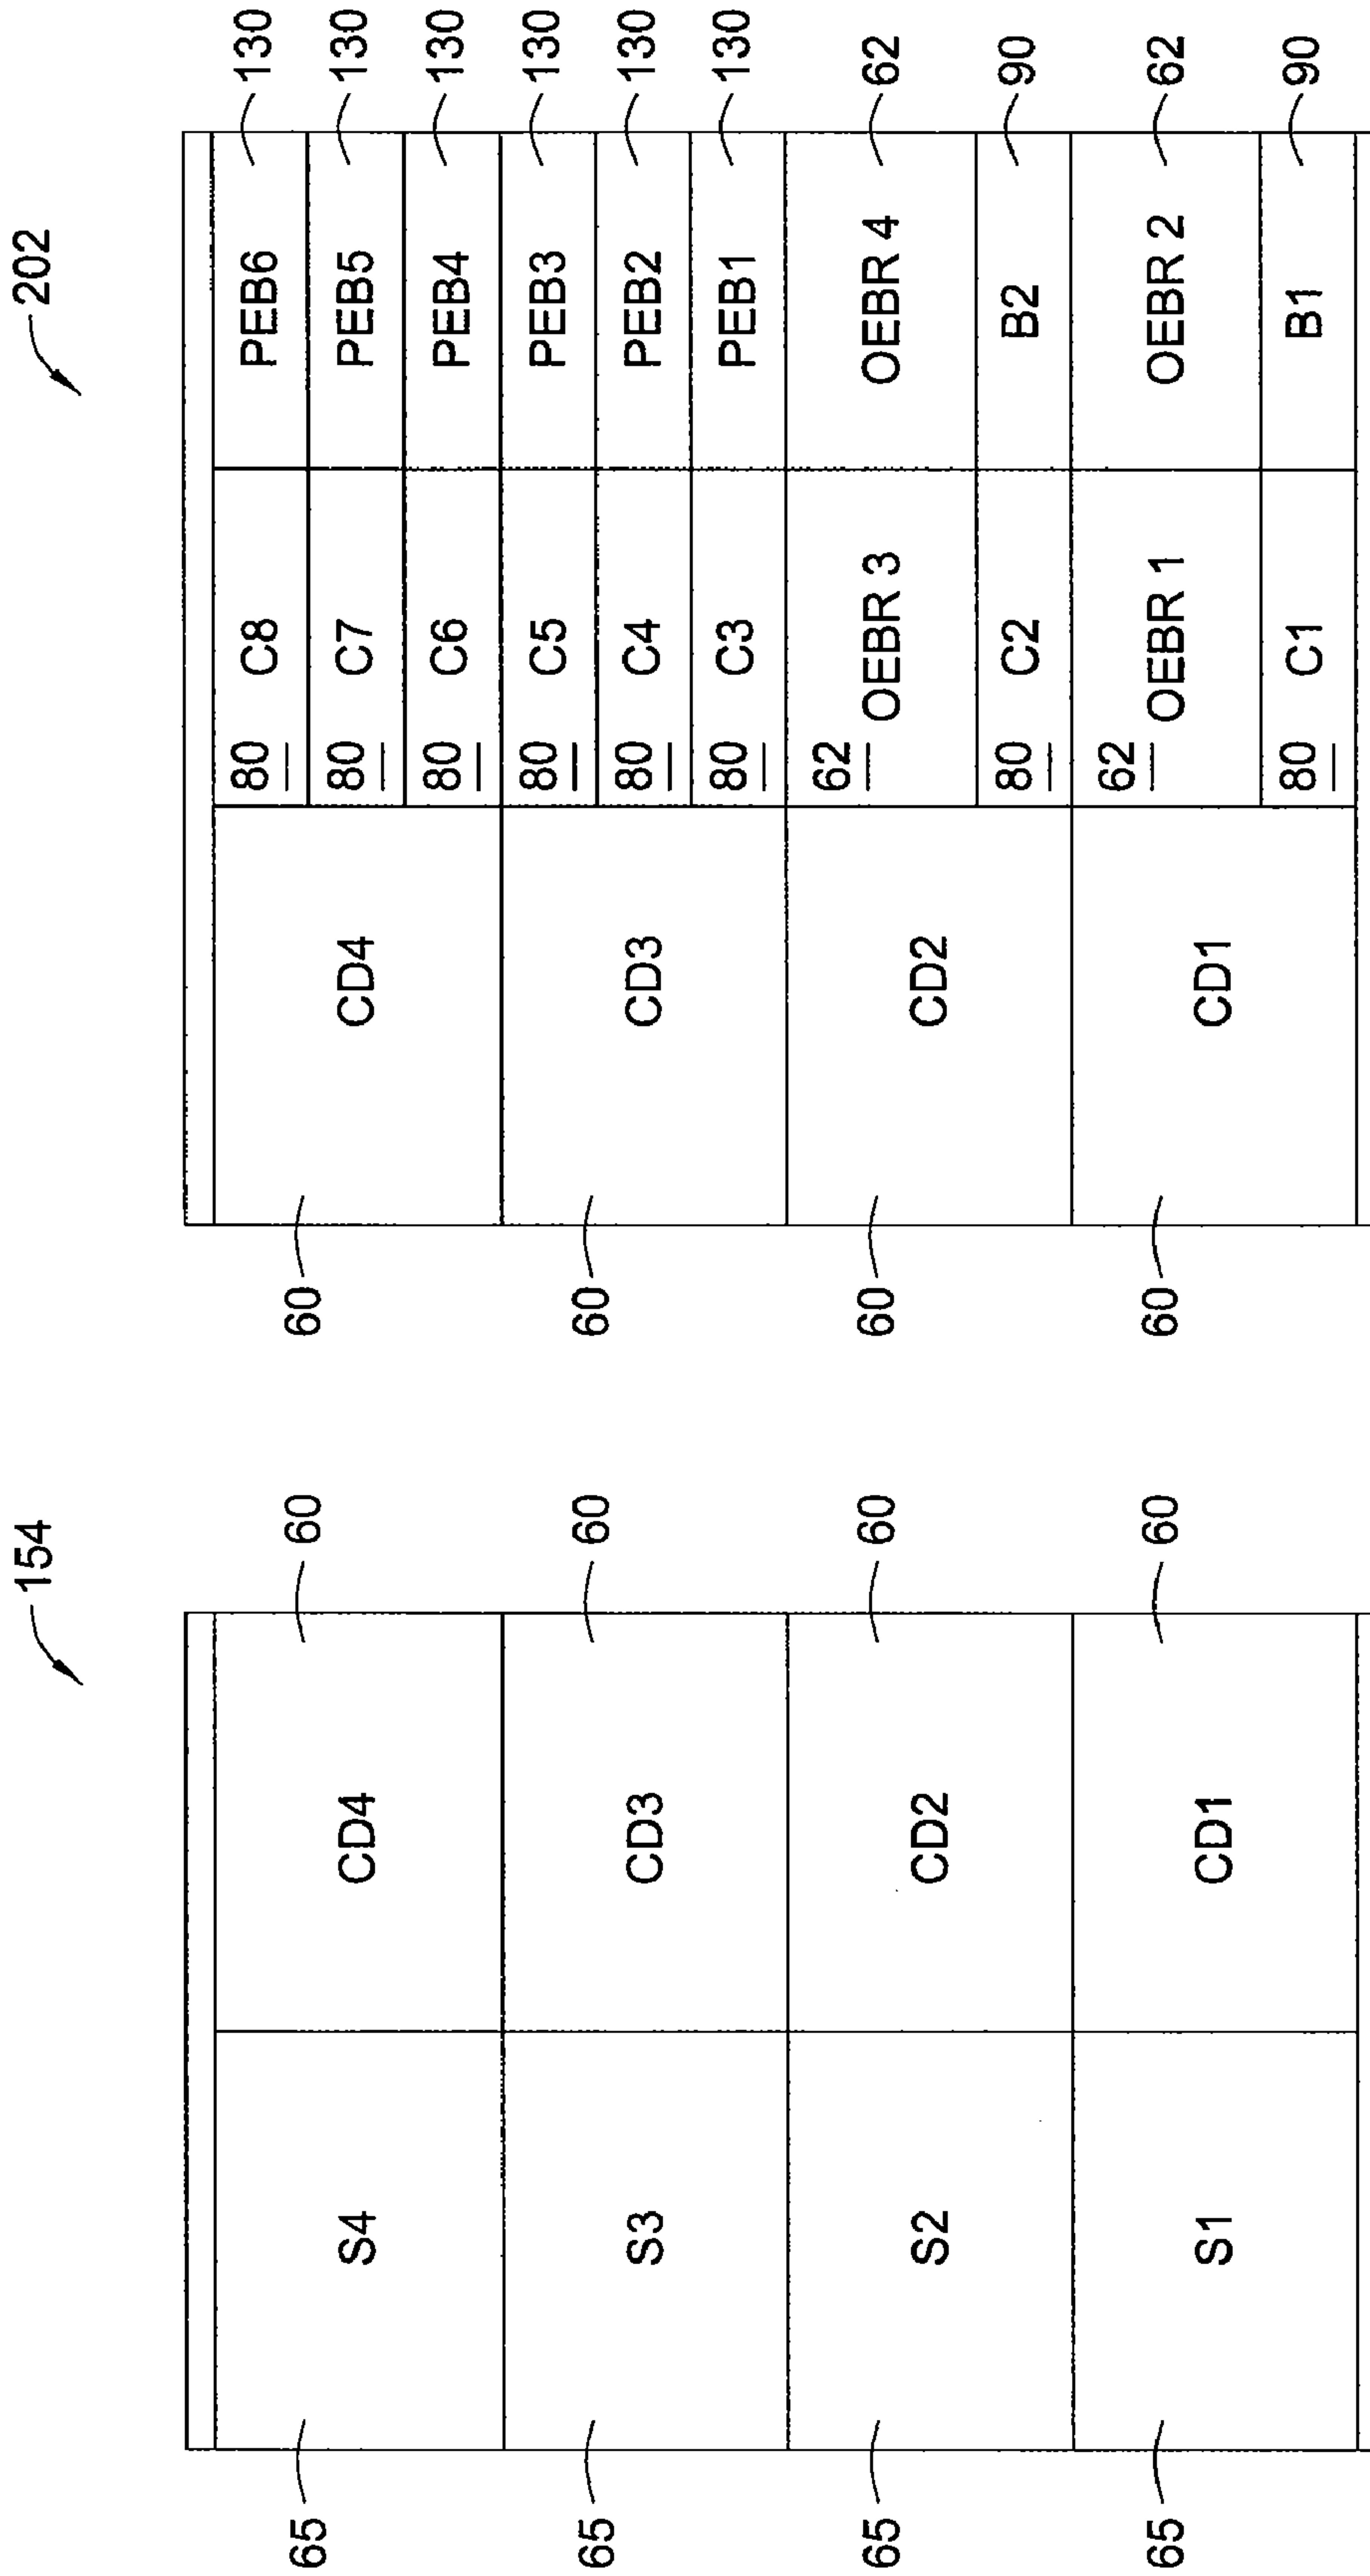 154
65 S4 CD4 60
65 S3 CD3 60
65 S2 CD2 60
65 S1 CD1 60
202
60 CD4
80 C8 PEB6 130
80 C7 PEB5 130
80 C6 PEB4 130
60 CD3
80 C5 PEB3 130
80 C4 PEB2 130
80 C3 PEB1 130
60 CD2
62 OEBR 3 OEBR 4 62
80 C2 B2 90
60 CD1
62 OEBR 1 OEBR 2 62
80 C1 B1 90